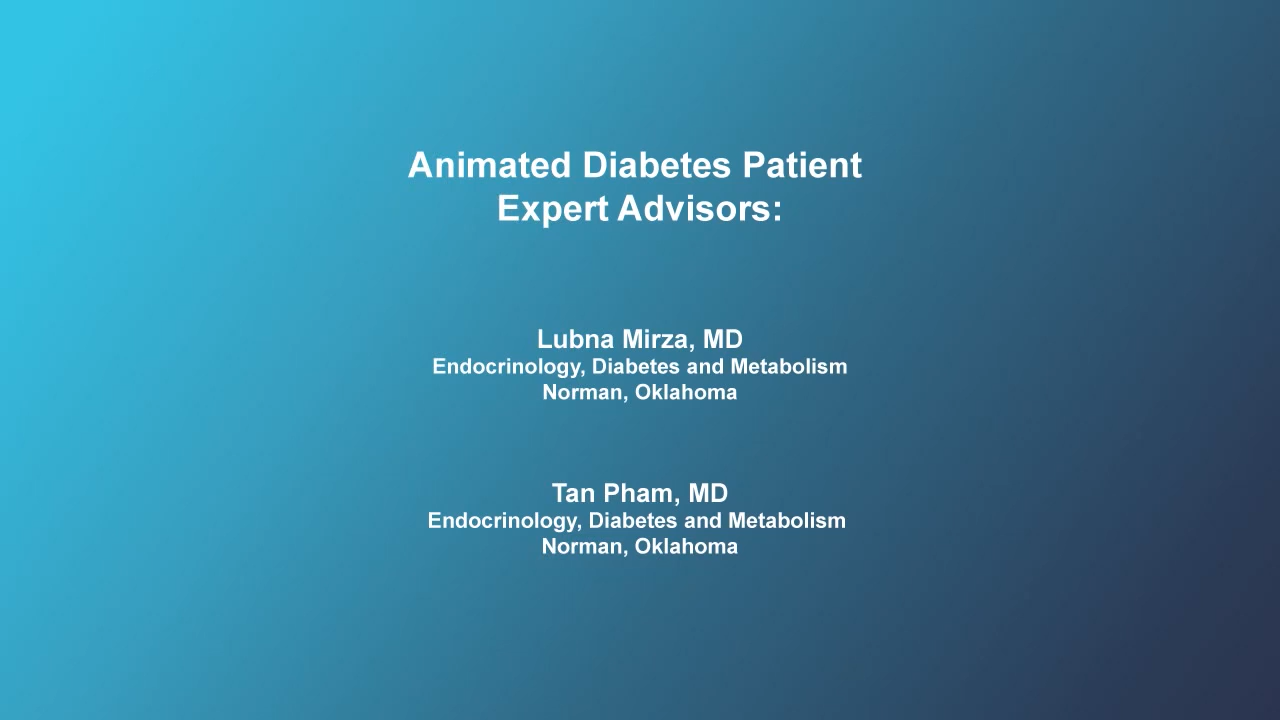 Animated Diabetes Patient
Expert Advisors:
Lubna Mirza, MD
Endocrinology, Diabetes and Metabolism
Norman, Oklahoma
Tan Pham, MD
Endocrinology, Diabetes and Metabolism
Norman, Oklahoma